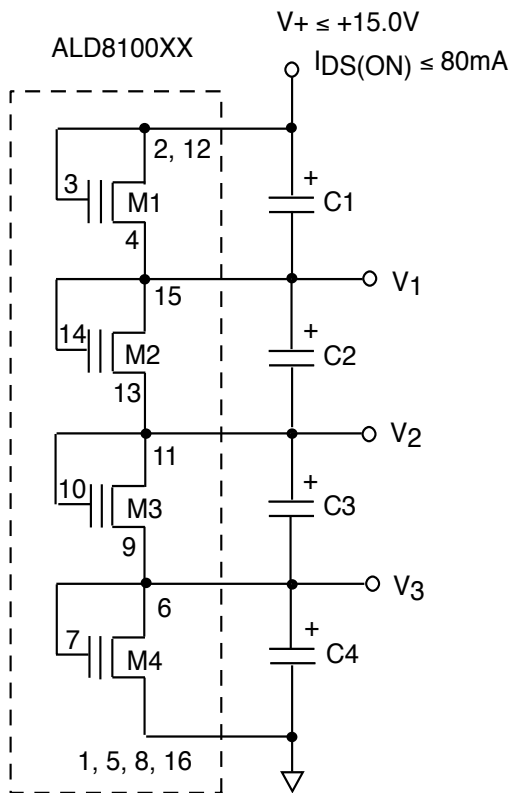 V+ ≤ +15.0V
ALD8100XX
IDS(ON) ≤ 80mA
2, 12
3
M1
+
C1
4
15
V1
14
M2
+
C2
13
11
V2
10
M3
+
C3
9
6
V3
7
M4
+
C4
1, 5, 8, 16